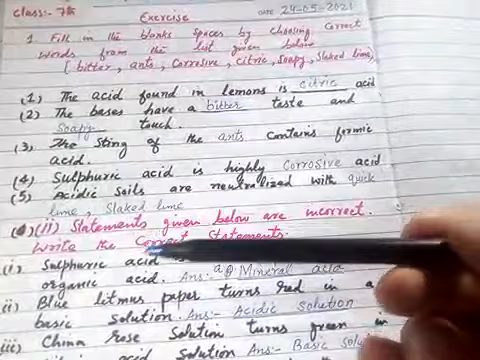 Class:- 7th Exercise DATE 24-05-2021
1. Fill in the blanks spaces by choosing correct
words from the list given below
[ bitter, ants, Corrosive, citric, soapy, slaked lime,
(1) The acid found in lemons is citric acid
(2) The bases have a bitter taste and
soapy touch.
(3) The Sting of the ants contains formic
acid.
(4) Sulphuric acid is highly Corrosive acid
(5) Acidic Soils are neutralized with quick
lime, Slaked lime
(ii) Statements given below are incorrect.
Write the Correct Statements.
(i) Sulphuric acid
organic acid. Ans:- Mineral acid
(ii) Blue litmus paper turns red in a
basic solution. Ans:- Acidic Solution
(iii) China rose Solution turns green in
acid solution Ans:- Basic